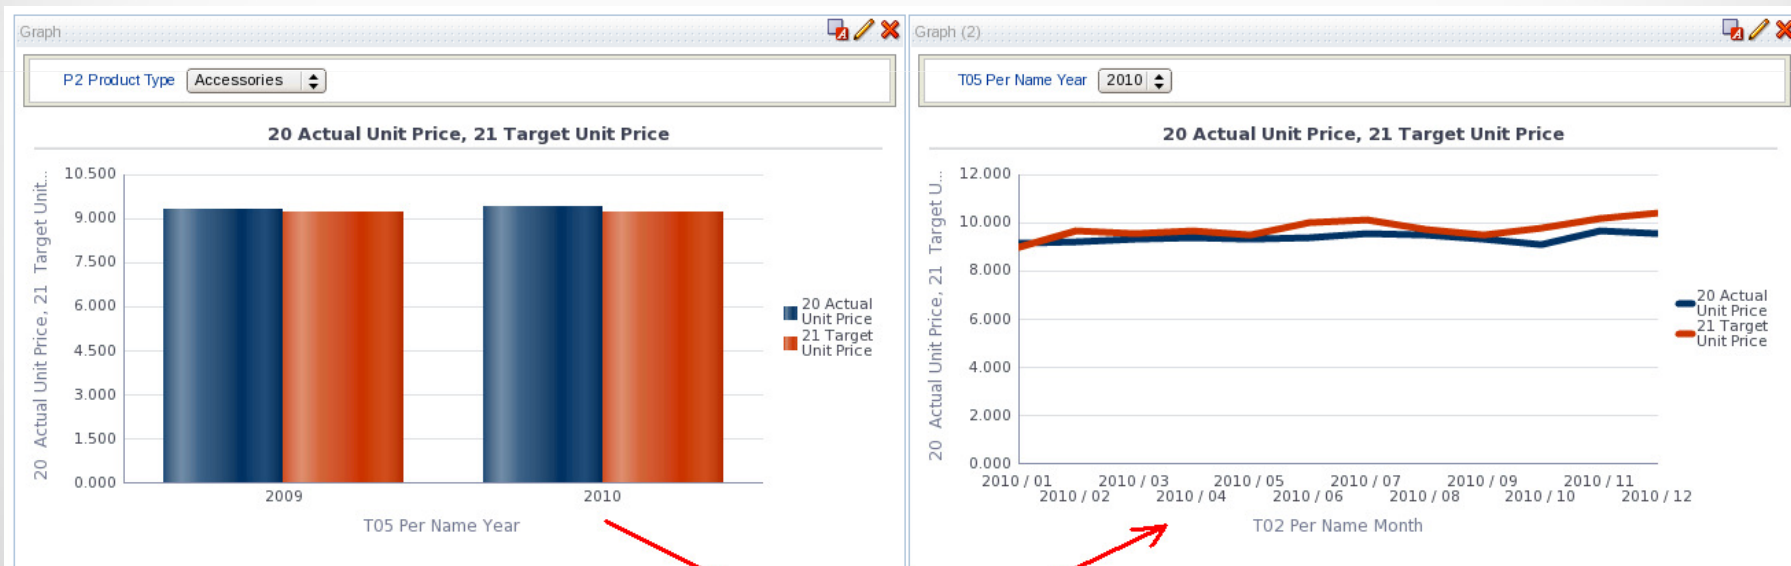 Graph
P2 Product Type Accessories
20 Actual Unit Price, 21 Target Unit Price
20 Actual Unit Price, 21 Target Unit...
10.500
9.000
7.500
6.000
4.500
3.000
1.500
0.000
2009 2010
T05 Per Name Year
20 Actual
Unit Price
21 Target
Unit Price
Graph (2)
T05 Per Name Year 2010
20 Actual Unit Price, 21 Target Unit Price
20 Actual Unit Price, 21 Target U...
12.000
10.000
8.000
6.000
4.000
2.000
0.000
2010 / 01 2010 / 03 2010 / 05 2010 / 07 2010 / 09 2010 / 11
2010 / 02 2010 / 04 2010 / 06 2010 / 08 2010 / 10 2010 / 12
T02 Per Name Month
20 Actual
Unit Price
21 Target
Unit Price